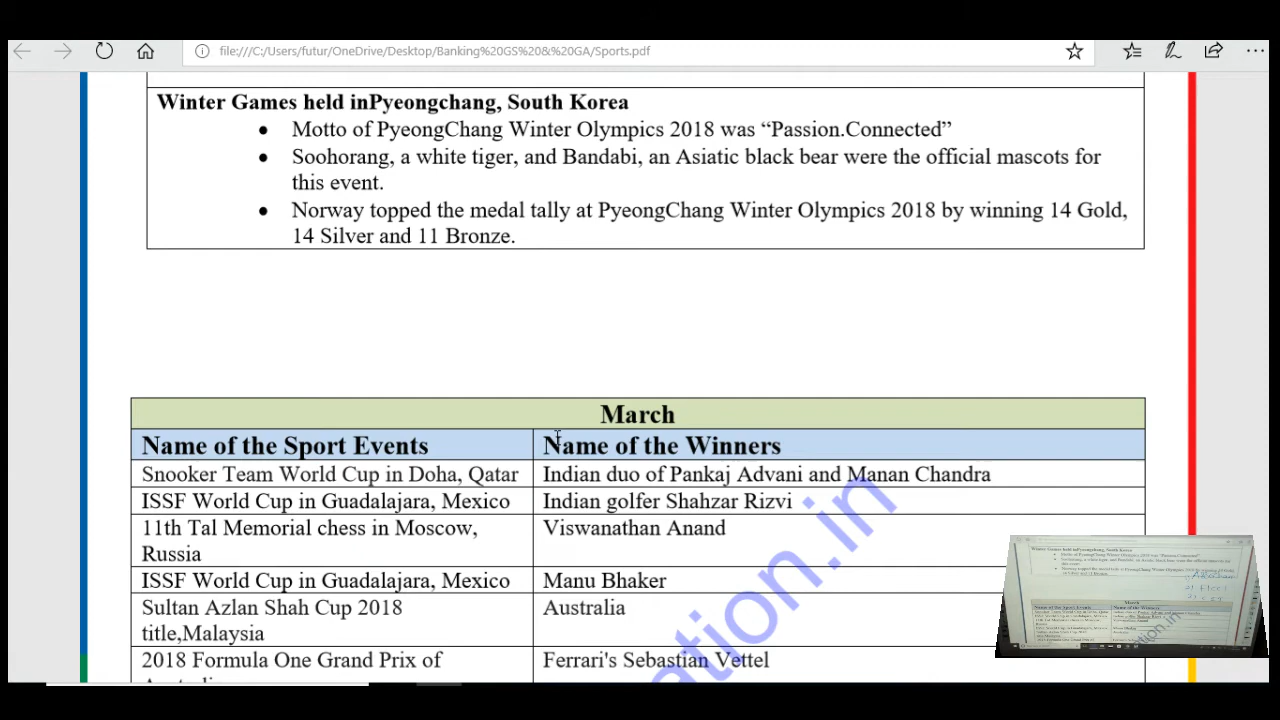 file:///C:/Users/futur/OneDrive/Desktop/Banking%20GS%20&%20GA/Sports.pdf
Winter Games held inPyeongchang, South Korea
• Motto of PyeongChang Winter Olympics 2018 was “Passion.Connected”
• Soohorang, a white tiger, and Bandabi, an Asiatic black bear were the official mascots for
this event.
• Norway topped the medal tally at PyeongChang Winter Olympics 2018 by winning 14 Gold,
14 Silver and 11 Bronze.
March
Name of the Sport Events Name of the Winners
Snooker Team World Cup in Doha, Qatar Indian duo of Pankaj Advani and Manan Chandra
ISSF World Cup in Guadalajara, Mexico Indian golfer Shahzar Rizvi
11th Tal Memorial chess in Moscow, Viswanathan Anand
Russia
ISSF World Cup in Guadalajara, Mexico Manu Bhaker
Sultan Azlan Shah Cup 2018 Australia
title,Malaysia
2018 Formula One Grand Prix of Ferrari's Sebastian Vettel
ation.in